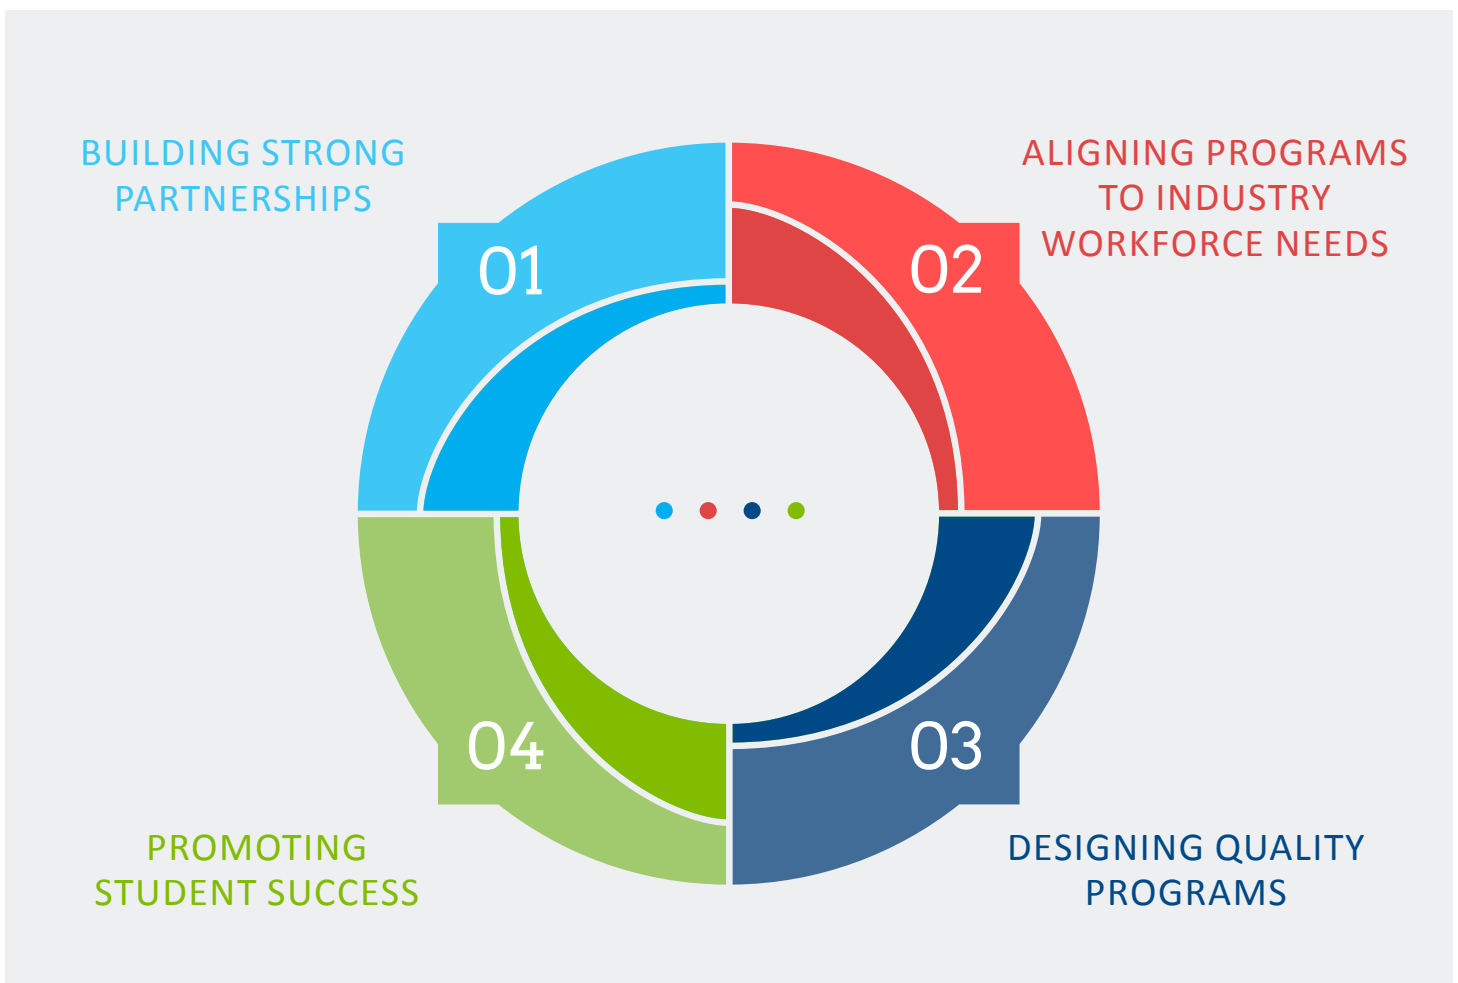 BUILDING STRONG
PARTNERSHIPS
01
ALIGNING PROGRAMS
TO INDUSTRY
WORKFORCE NEEDS
02
03
DESIGNING QUALITY
PROGRAMS
04
PROMOTING
STUDENT SUCCESS